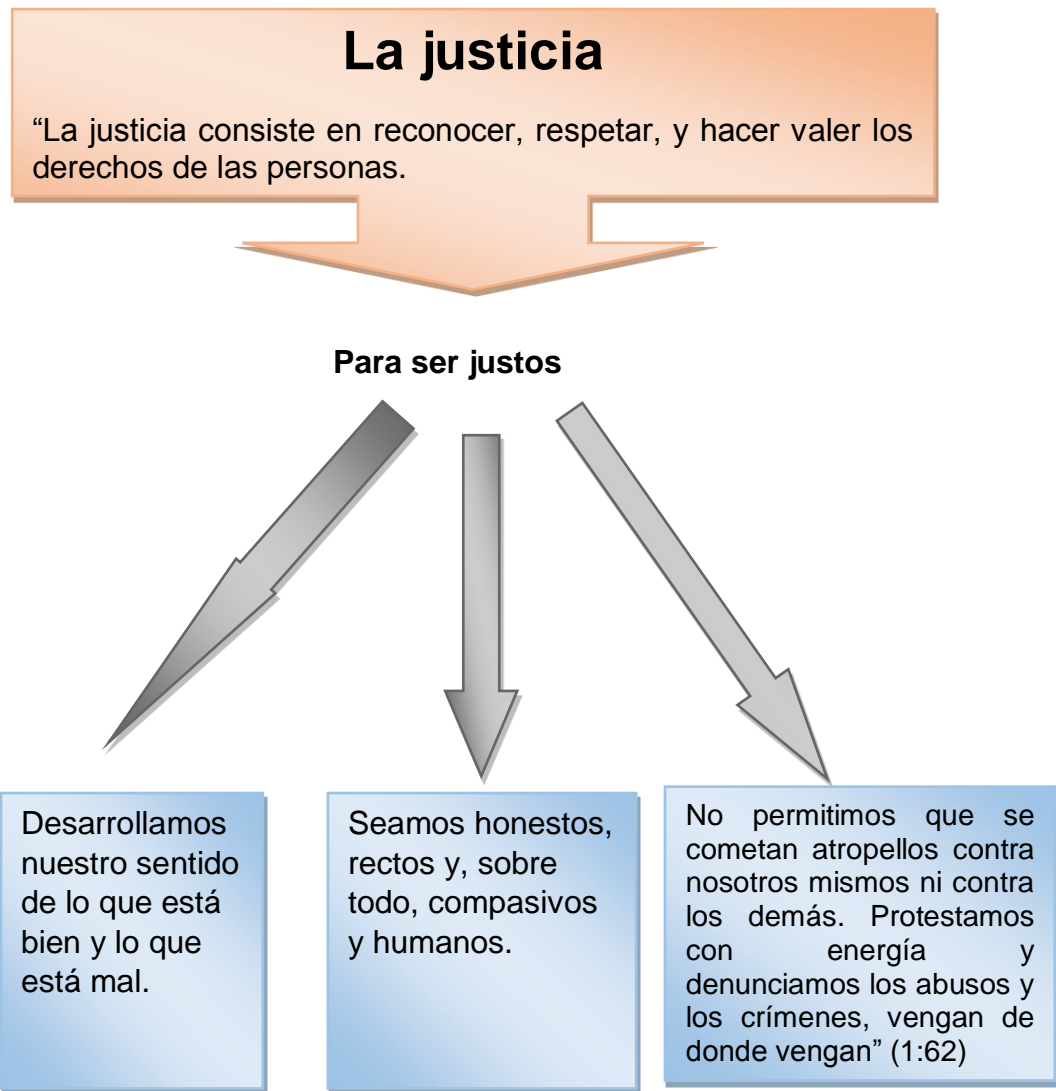 La justicia
“La justicia consiste en reconocer, respetar, y hacer valer los
derechos de las personas.
Para ser justos
Desarrollamos
nuestro sentido
de lo que está
bien y lo que
está mal.
Seamos honestos,
rectos y, sobre
todo, compasivos
y humanos.
No permitimos que se
cometan atropellos contra
nosotros mismos ni contra
los demás. Protestamos
con energía y
denunciamos los abusos y
los crímenes, vengan de
donde vengan” (1:62)